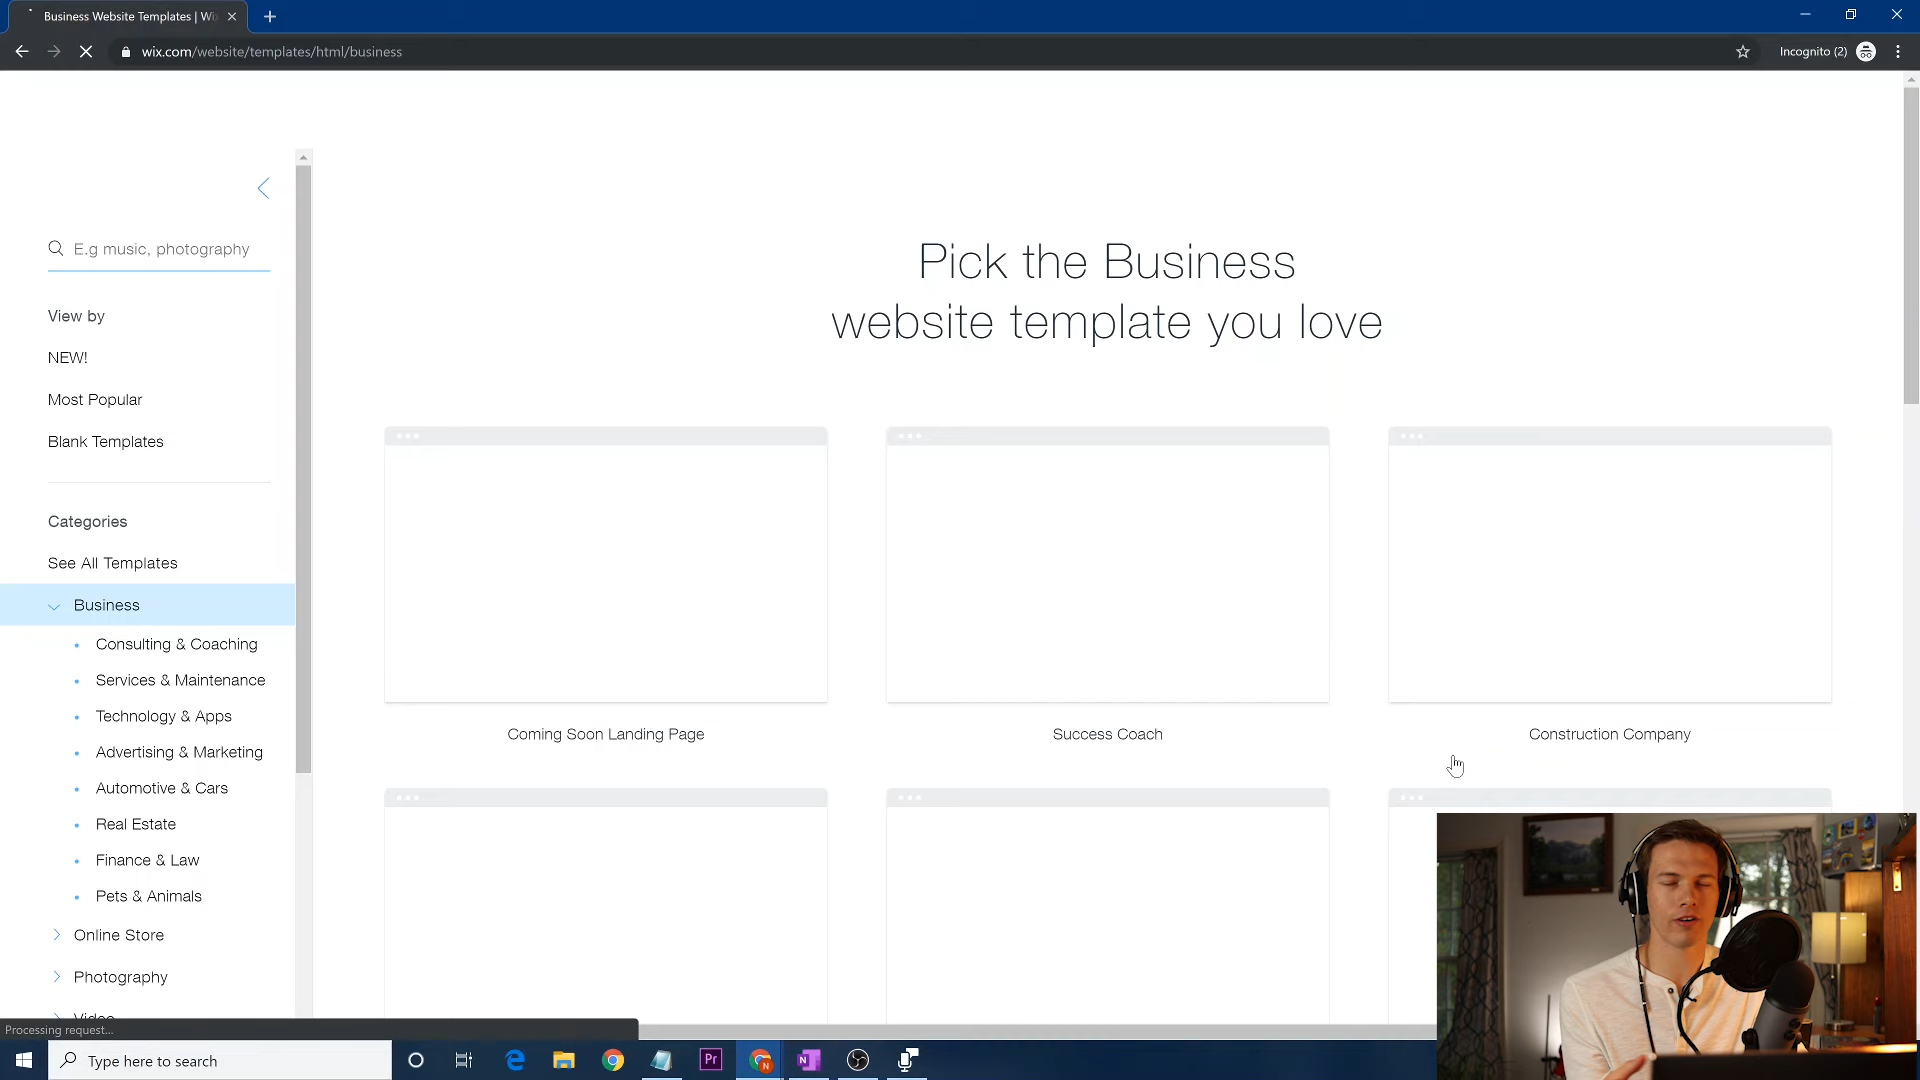 Business Website Templates | Wi
wix.com/website/templates/html/business
Incognito (2)
E.g music, photography
View by
NEW!
Most Popular
Blank Templates
Categories
See All Templates
Business
Consulting & Coaching
Services & Maintenance
Technology & Apps
Advertising & Marketing
Automotive & Cars
Real Estate
Finance & Law
Pets & Animals
Online Store
Photography
Video
Pick the Business
website template you love
Coming Soon Landing Page
Success Coach
Construction Company
Processing request...
Type here to search
Pr
N
N